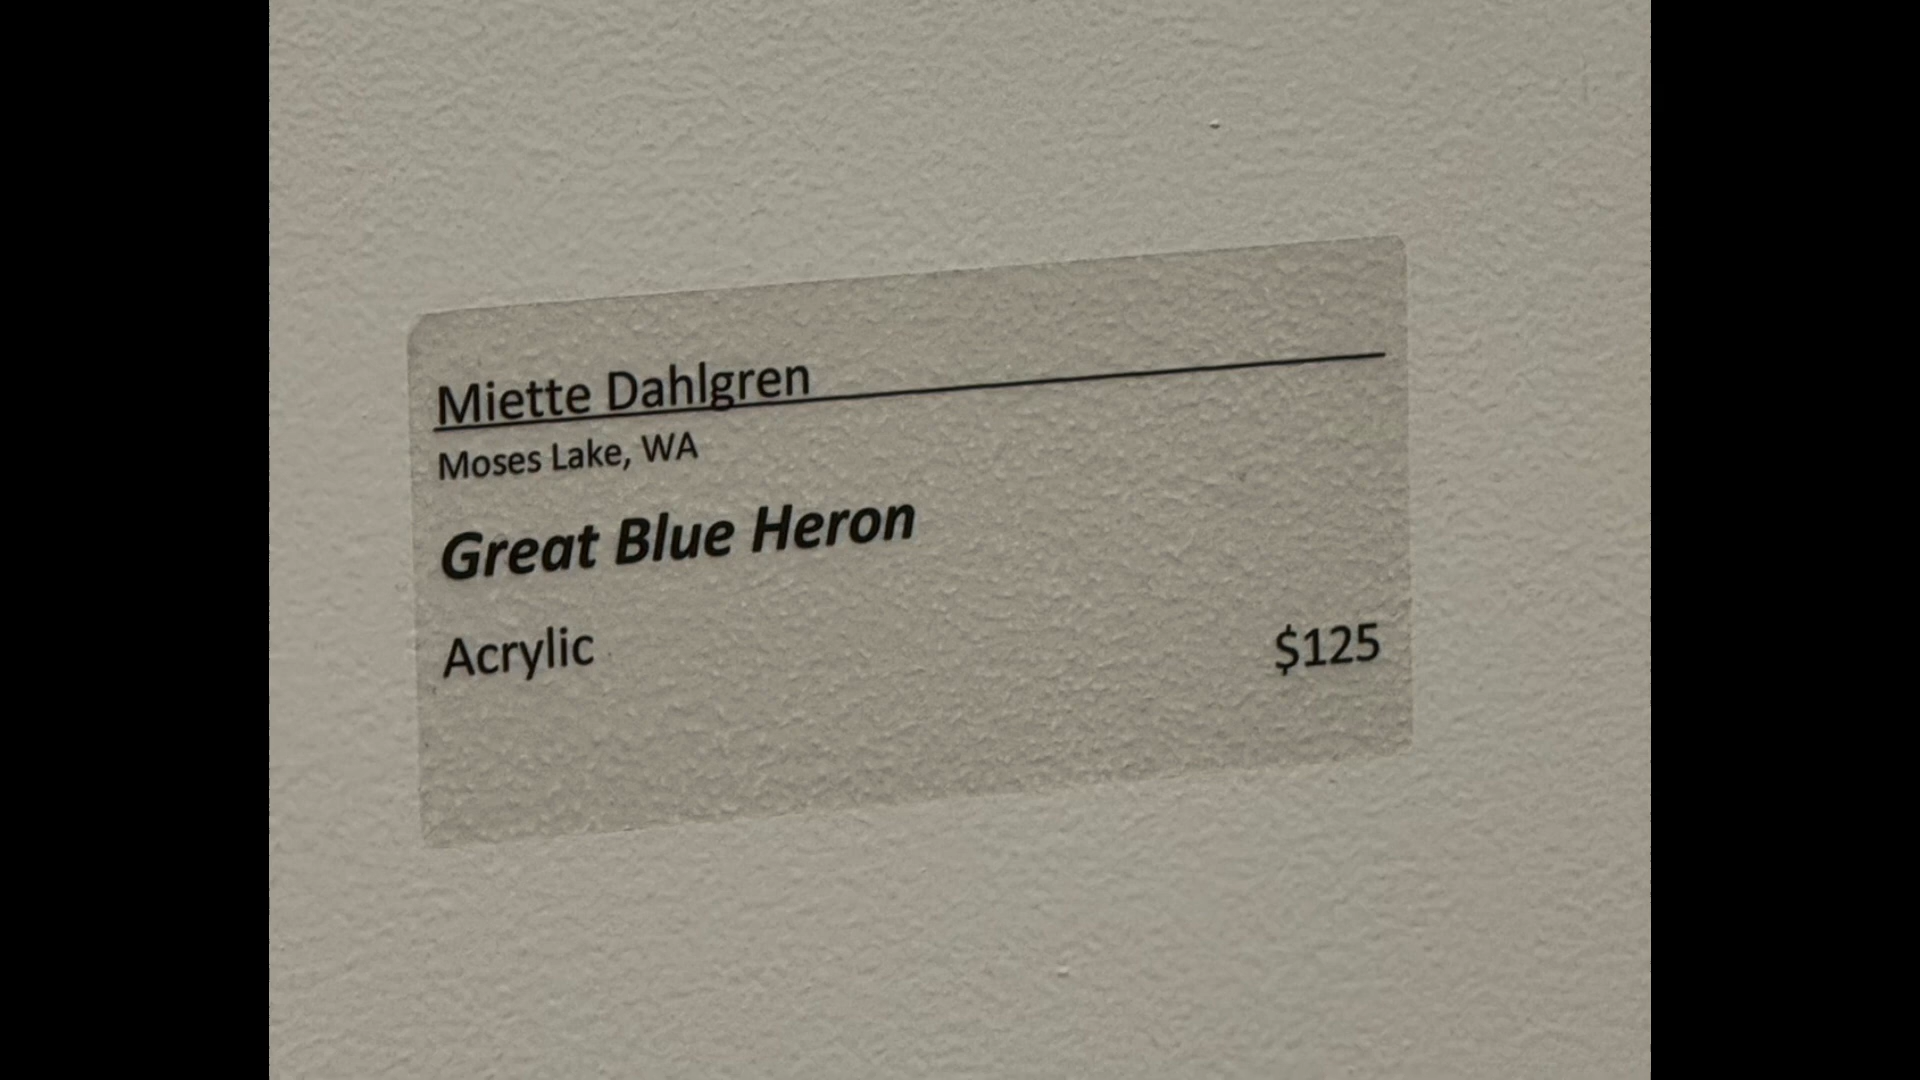 Miette Dahlgren
Moses Lake, WA
Great Blue Heron
Acrylic $125